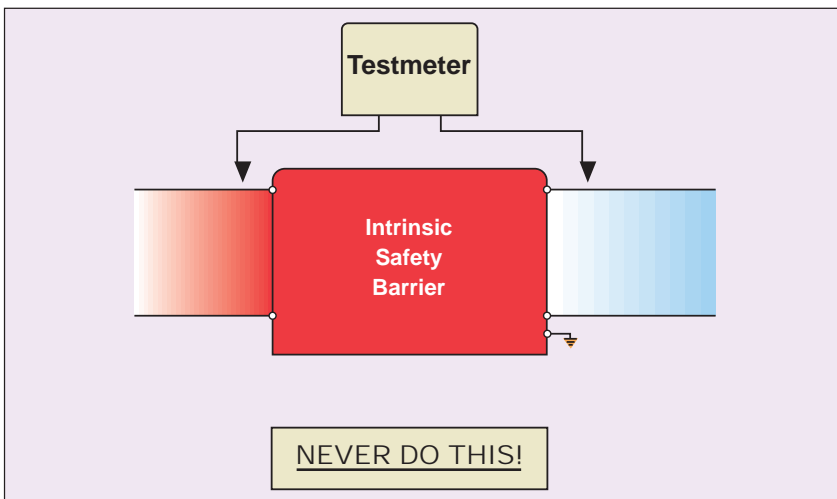 Testmeter
Intrinsic
Safety
Barrier
NEVER DO THIS!